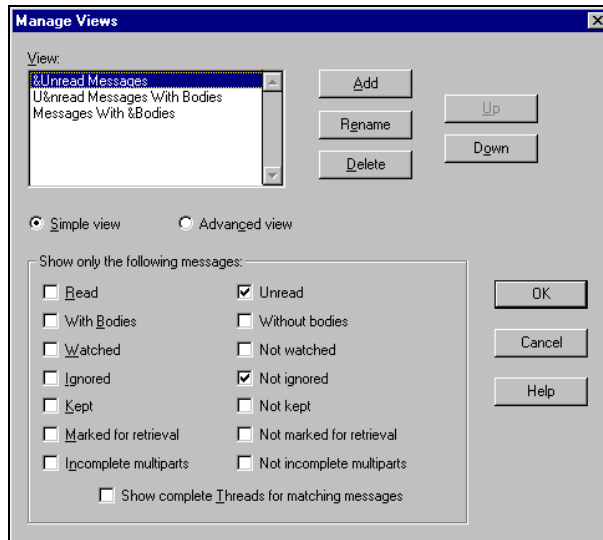 Manage Views
View:
&Unread Messages
U&nread Messages With Bodies
Messages With &Bodies
Add
Rename
Delete
Up
Down
Simple view
Advanced view
Show only the following messages:
Read
Unread
With Bodies
Without bodies
Watched
Not watched
Ignored
Not ignored
Kept
Not kept
Marked for retrieval
Not marked for retrieval
Incomplete multiparts
Not incomplete multiparts
Show complete Threads for matching messages
OK
Cancel
Help